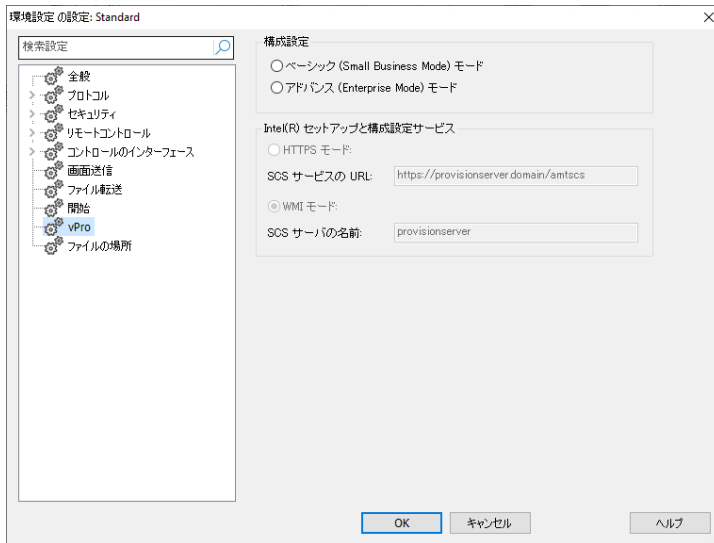 環境設定 の設定: Standard
検索設定
全般
プロトコル
セキュリティ
リモートコントロール
コントロールのインターフェース
画面送信
ファイル転送
開始
vPro
ファイルの場所
構成設定
ベーシック (Small Business Mode) モード
アドバンス (Enterprise Mode) モード
Intel(R) セットアップと構成設定サービス
HTTPS モード:
SCS サービスの URL:
https://provisionserver.domain/amtscs
WMI モード:
SCS サーバの名前:
provisionserver
OK
キャンセル
ヘルプ